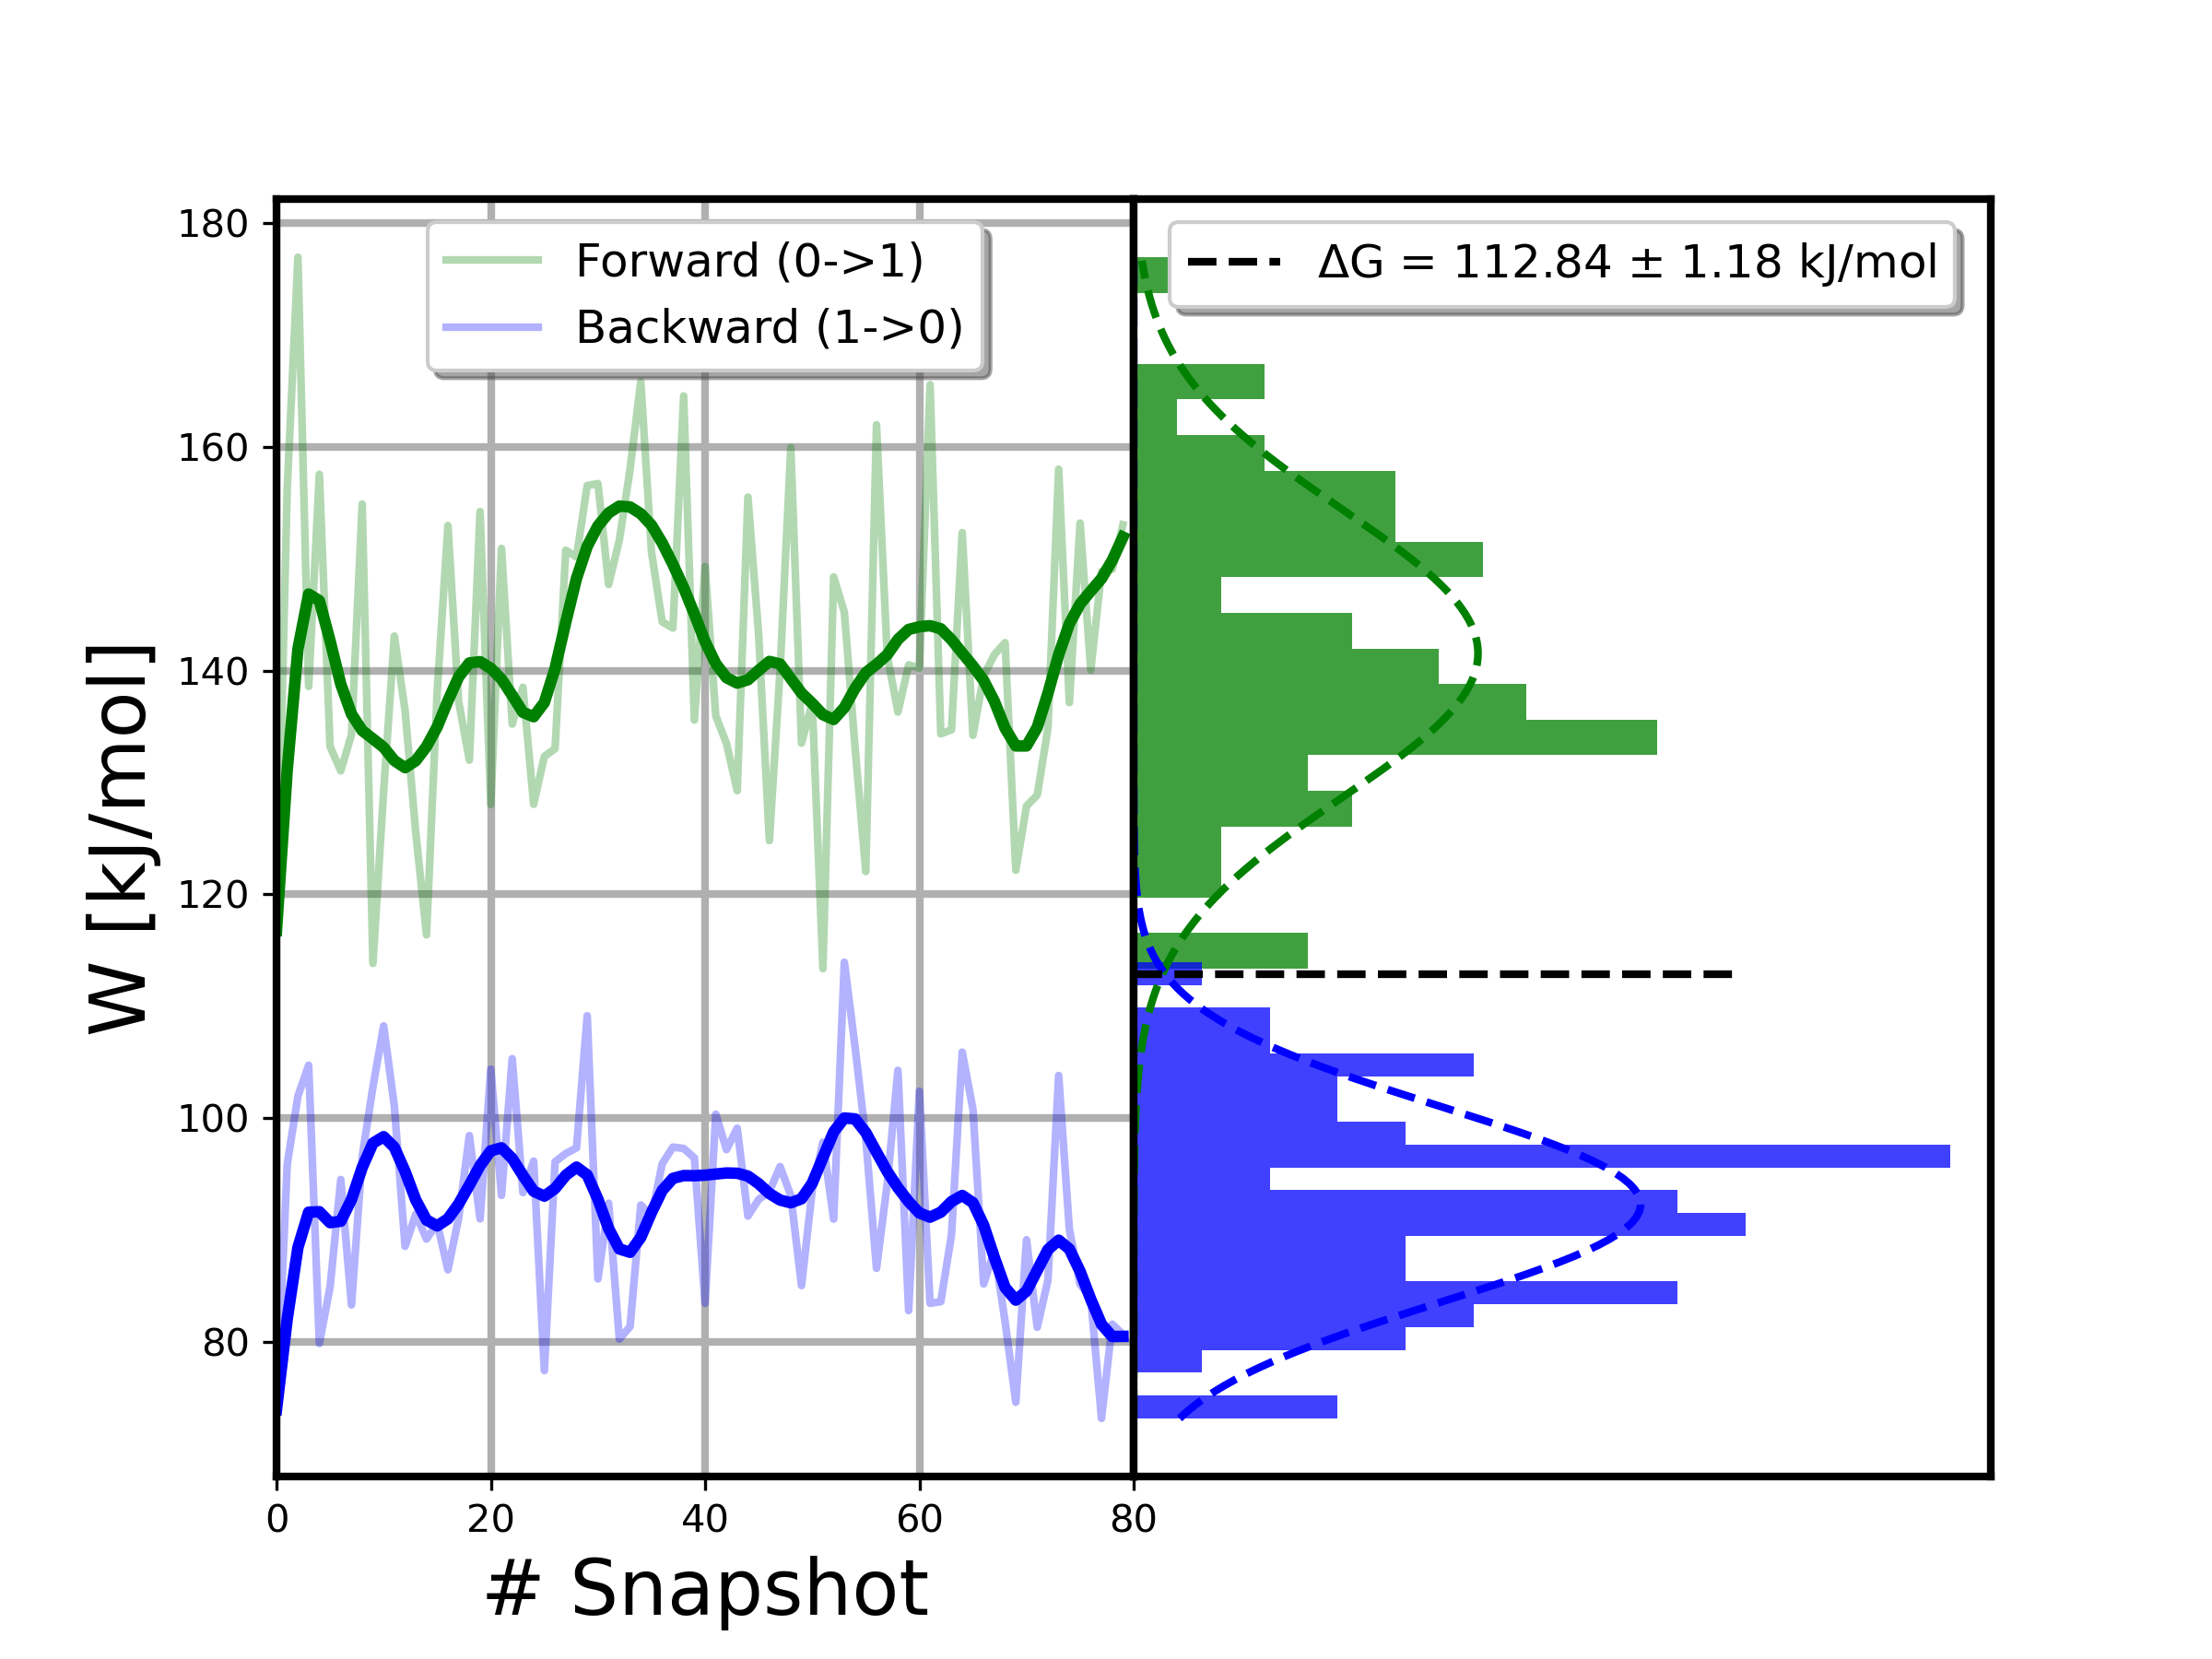 Forward (0->1)
Backward (1->0)
ΔG = 112.84 ± 1.18 kJ/mol
W [kJ/mol]
180
160
140
120
100
80
0 20 40 60 80
# Snapshot